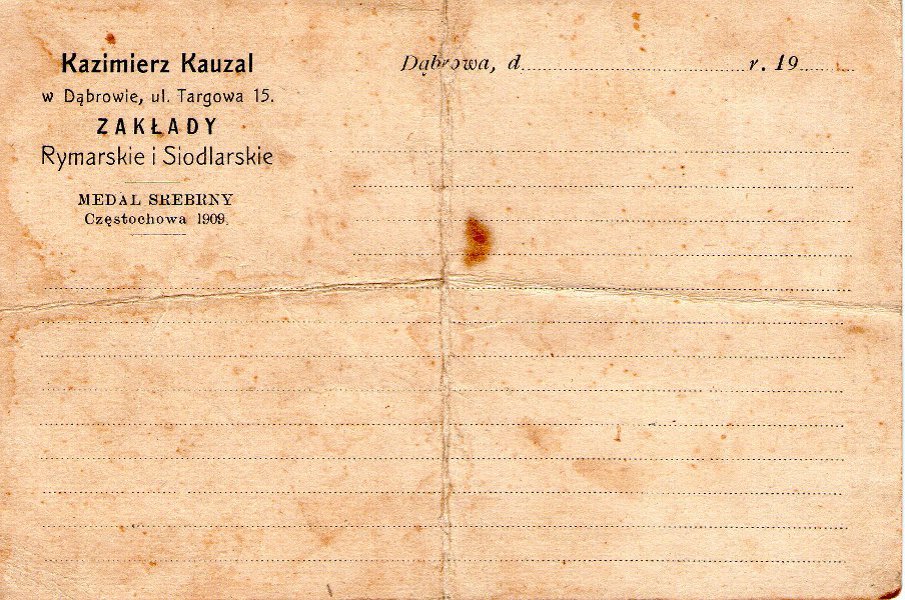 Kazimierz Kauzal
w Dąbrowie, ul. Targowa 15.
ZAKŁADY
Rymarskie i Siodlarskie
MEDAL SREBRNY
Częstochowa 1909.
Dąbrowa, d. r. 19